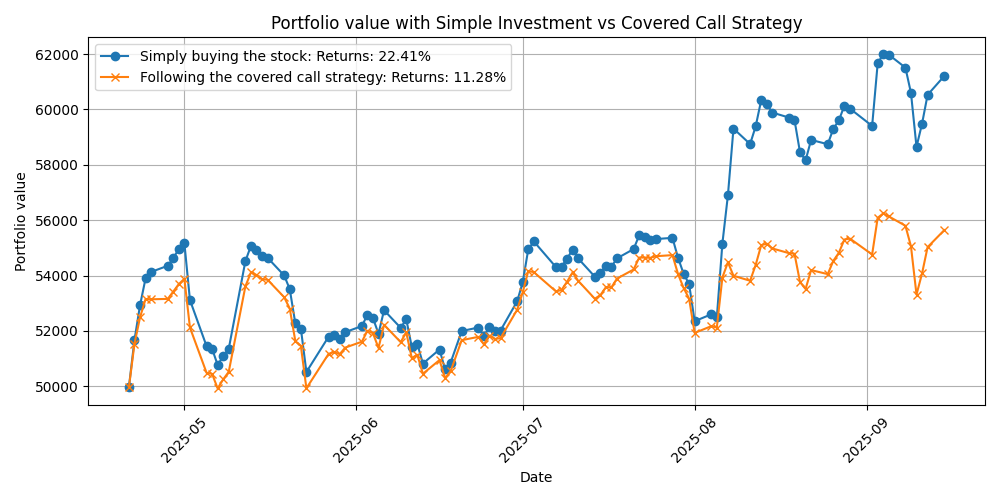 Portfolio value with Simple Investment vs Covered Call Strategy
Simply buying the stock: Returns: 22.41%
Following the covered call strategy: Returns: 11.28%
Portfolio value
62000
60000
58000
56000
54000
52000
50000
2025-05
2025-06
2025-07
2025-08
2025-09
Date